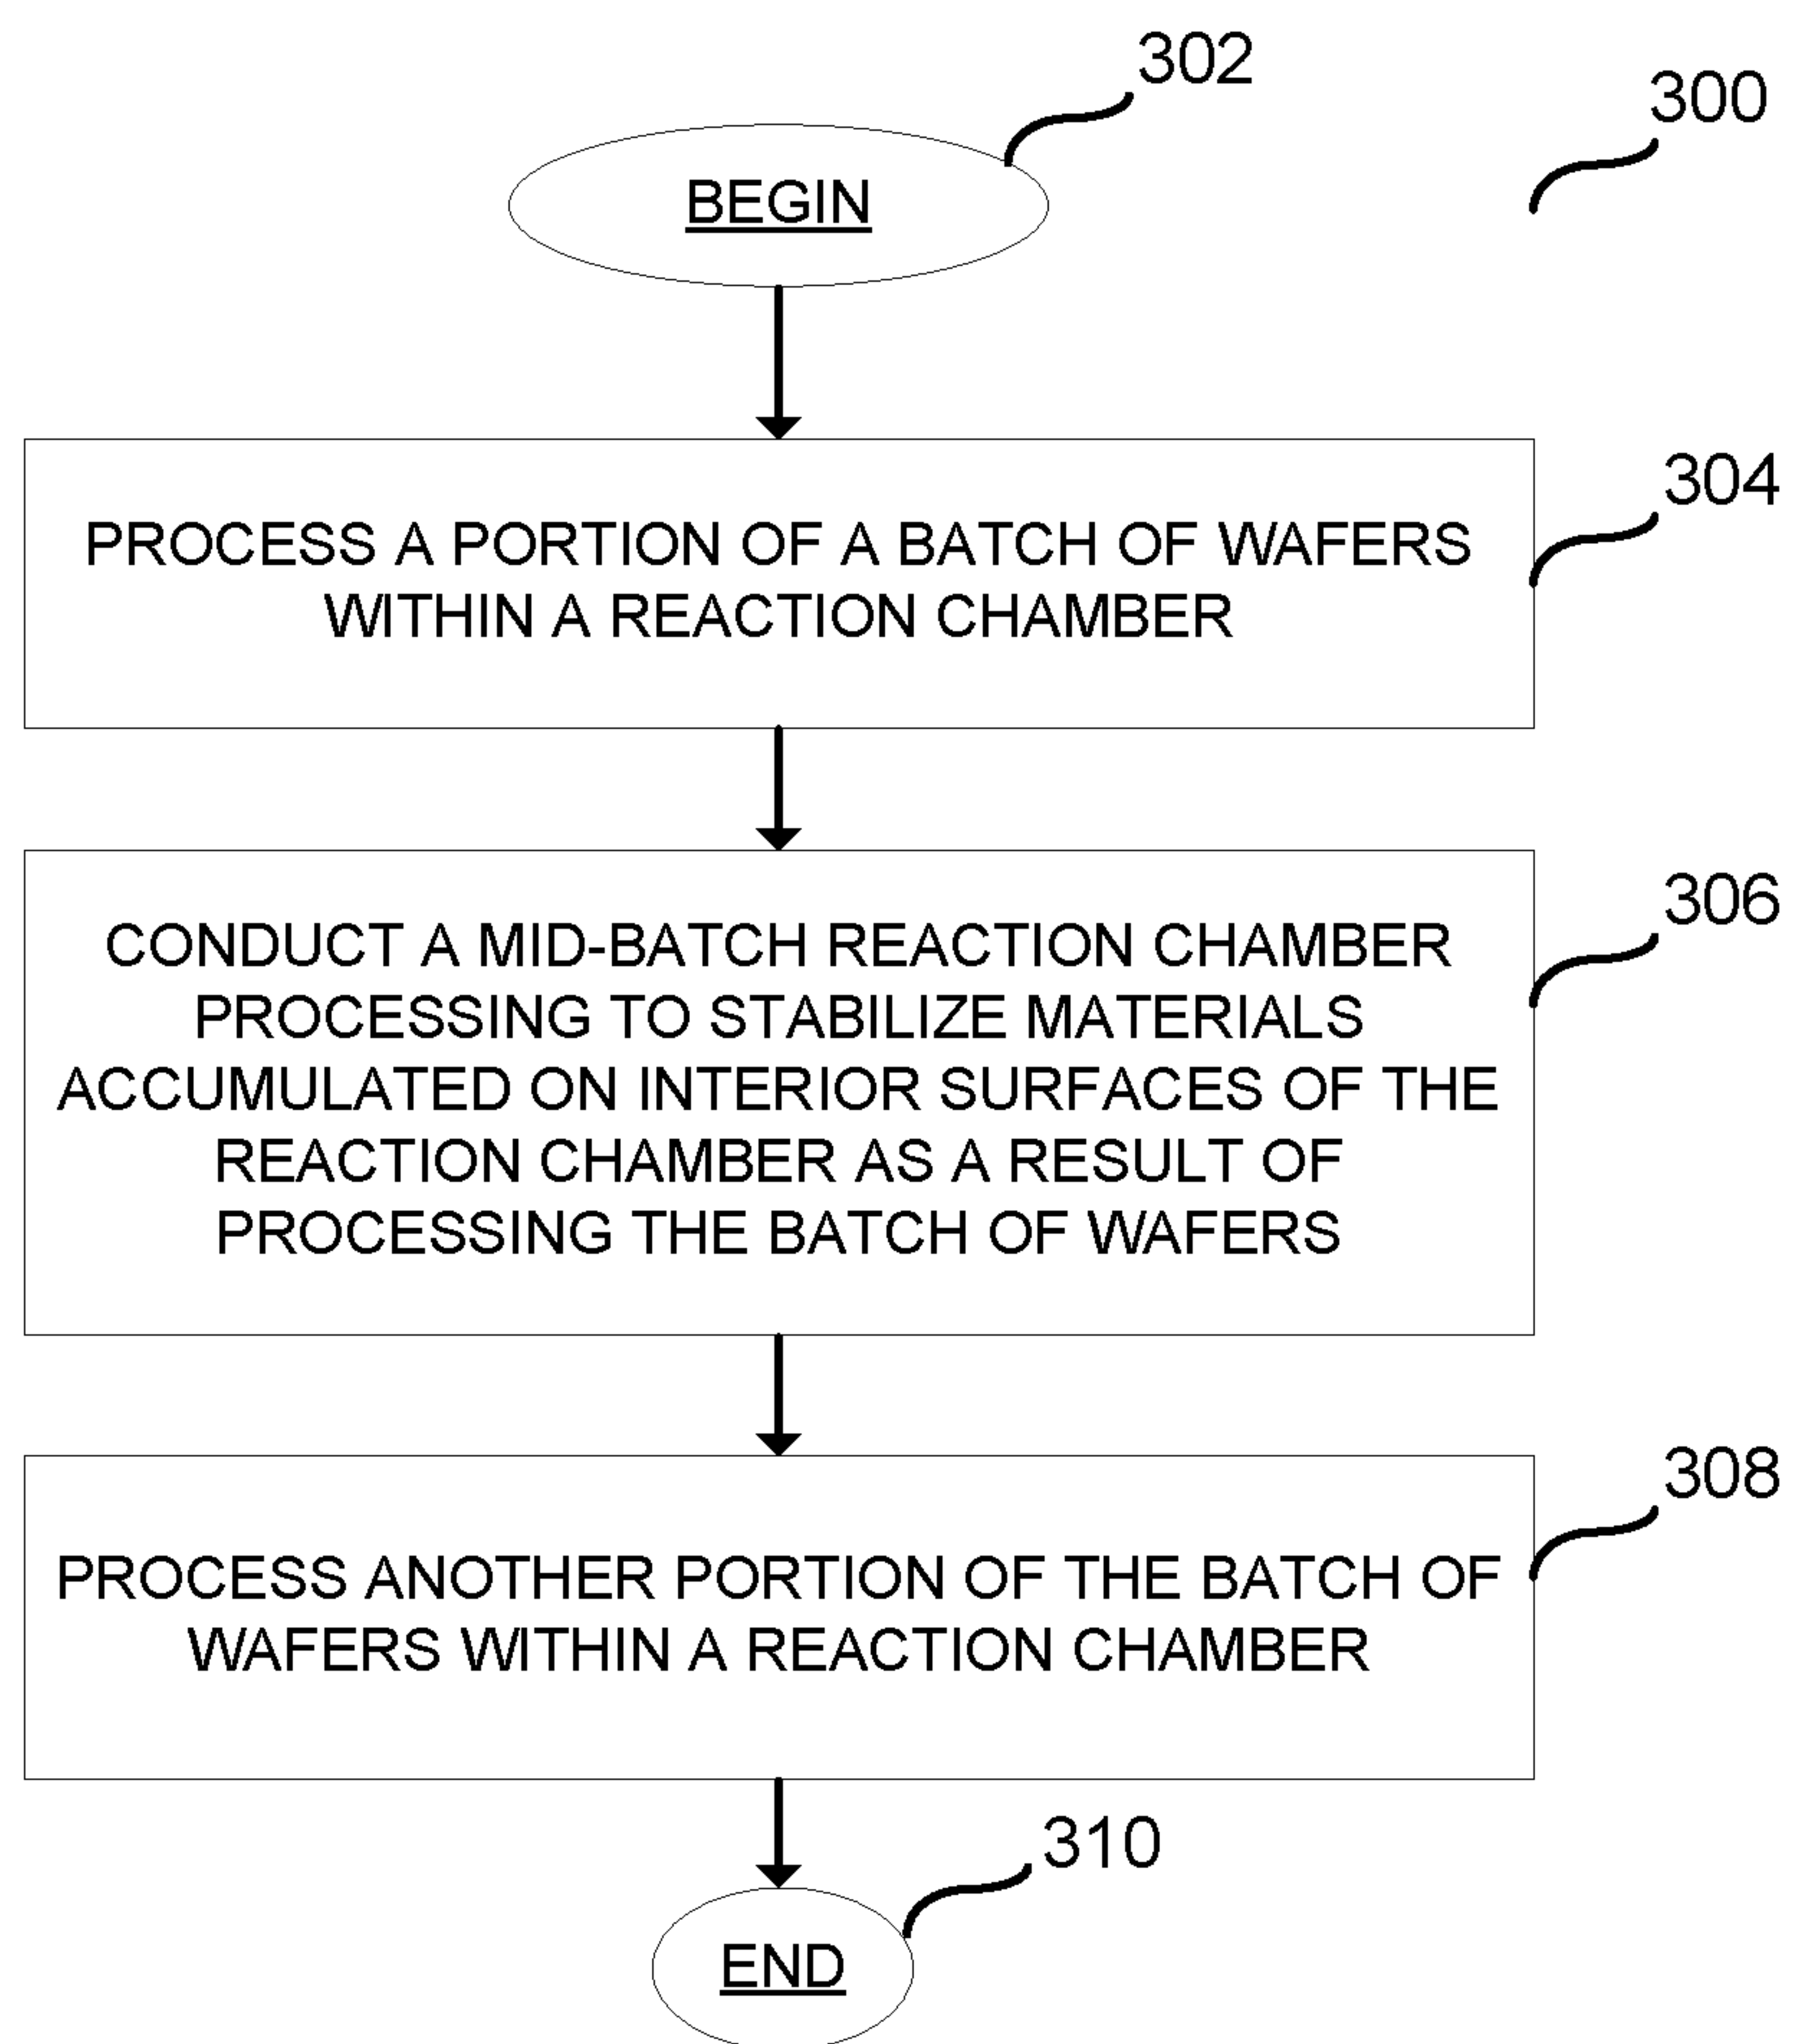 302
300
BEGIN
304
PROCESS A PORTION OF A BATCH OF WAFERS
WITHIN A REACTION CHAMBER
306
CONDUCT A MID-BATCH REACTION CHAMBER
PROCESSING TO STABILIZE MATERIALS
ACCUMULATED ON INTERIOR SURFACES OF THE
REACTION CHAMBER AS A RESULT OF
PROCESSING THE BATCH OF WAFERS
308
PROCESS ANOTHER PORTION OF THE BATCH OF
WAFERS WITHIN A REACTION CHAMBER
310
END